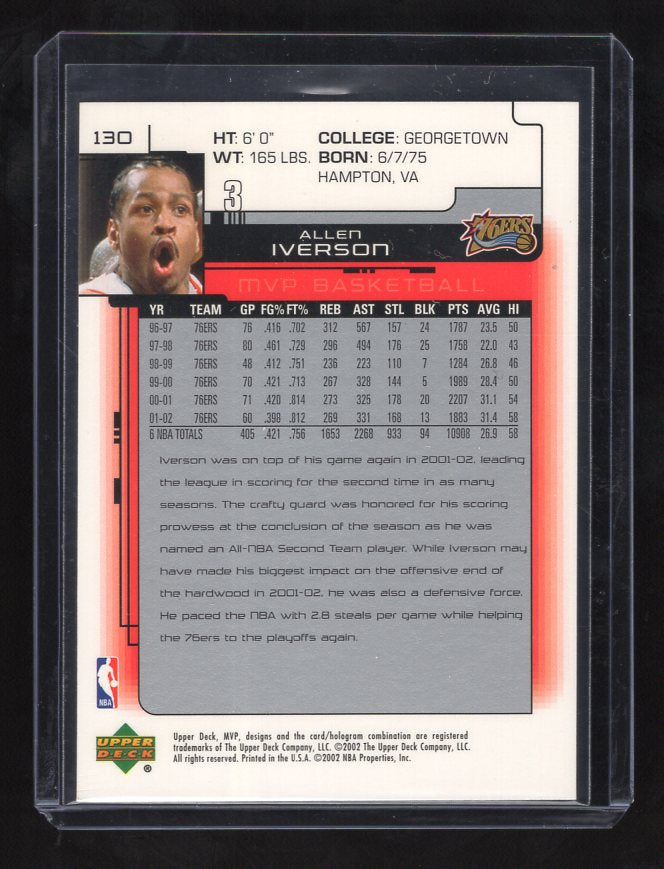 130
HT: 6' 0" COLLEGE: GEORGETOWN
WT: 165 LBS. BORN: 6/7/75
HAMPTON, VA
3
ALLEN
IVERSON
76ERS
MVP BASKETBALL
YR TEAM GP FG% FT% REB AST STL BLK PTS AVG HI
96-97 76ERS 76 .416 .702 312 567 157 24 1787 23.5 50
97-98 76ERS 80 .461 .729 296 494 176 25 1758 22.0 43
98-99 76ERS 48 .412 .751 236 223 110 7 1284 26.8 46
99-00 76ERS 70 .421 .713 267 328 144 5 1989 28.4 50
00-01 76ERS 71 .420 .814 273 325 178 20 2207 31.1 54
01-02 76ERS 60 .398 .812 269 331 168 13 1883 31.4 58
6 NBA TOTALS 405 .421 .756 1653 2268 933 94 10908 26.9 58
Iverson was on top of his game again in 2001-02, leading
the league in scoring for the second time in as many
seasons. The crafty guard was honored for his scoring
prowess at the conclusion of the season as he was
named an All-NBA Second Team player. While Iverson may
have made his biggest impact on the offensive end of
the hardwood in 2001-02, he was also a defensive force.
He paced the NBA with 2.8 steals per game while helping
the 76ers to the playoffs again.
NBA
UPPER
DECK
®
Upper Deck, MVP, designs and the card/hologram combination are registered
trademarks of The Upper Deck Company, LLC. ©2002 The Upper Deck Company, LLC.
All rights reserved. Printed in the U.S.A. ©2002 NBA Properties, Inc.